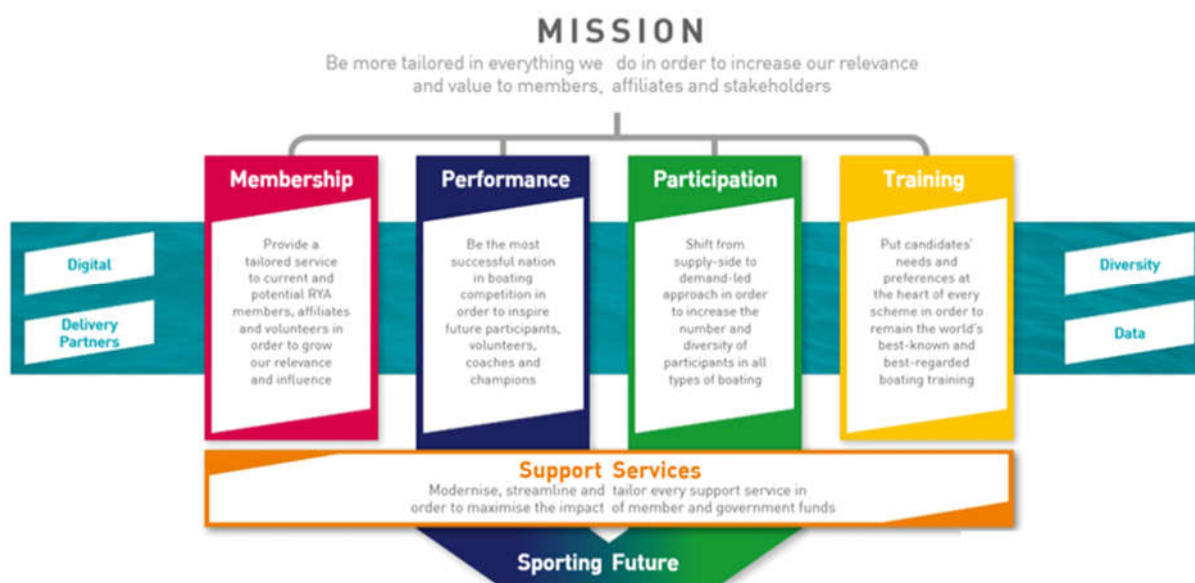 MISSION
Be more tailored in everything we do in order to increase our relevance
and value to members, affiliates and stakeholders
Membership
Provide a
tailored service
to current and
potential RYA
members, affiliates
and volunteers in
order to grow
our relevance
and influence
Performance
Be the most
successful nation
in boating
competition in
order to inspire
future participants,
volunteers,
coaches and
champions
Participation
Shift from
supply-side to
demand-led
approach in order
to increase the
number and
diversity of
participants in all
types of boating
Training
Put candidates'
needs and
preferences at
the heart of every
scheme in order to
remain the world's
best-known and
best-regarded
boating training
Digital
Delivery
Partners
Diversity
Data
Support Services
Modernise, streamline and tailor every support service in
order to maximise the impact of member and government funds
Sporting Future